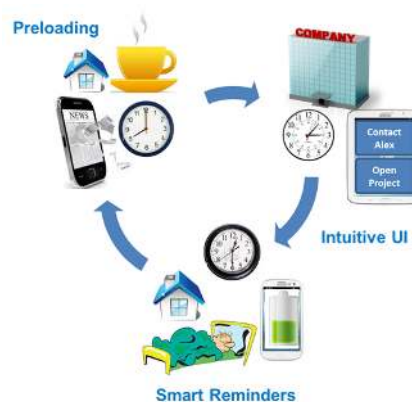 Preloading
COMPANY
NEWS
Contact
Alex
Open
Project
Intuitive UI
Smart Reminders